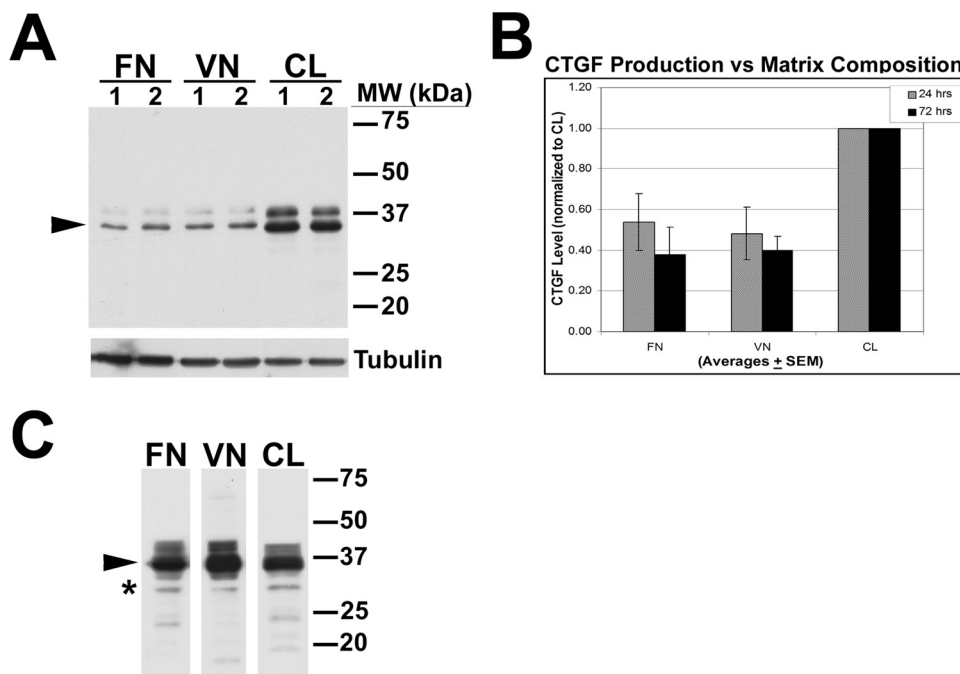 A
FN VN CL
1 2 1 2 1 2 MW (kDa)
75
50
37
25
20
Tubulin
B
CTGF Production vs Matrix Composition
1.20
1.00
0.80
0.60
0.40
0.20
0.00
CTGF Level (normalized to CL)
24 hrs
72 hrs
FN VN CL
(Averages ± SEM)
C
FN VN CL
75
50
37
*
25
20